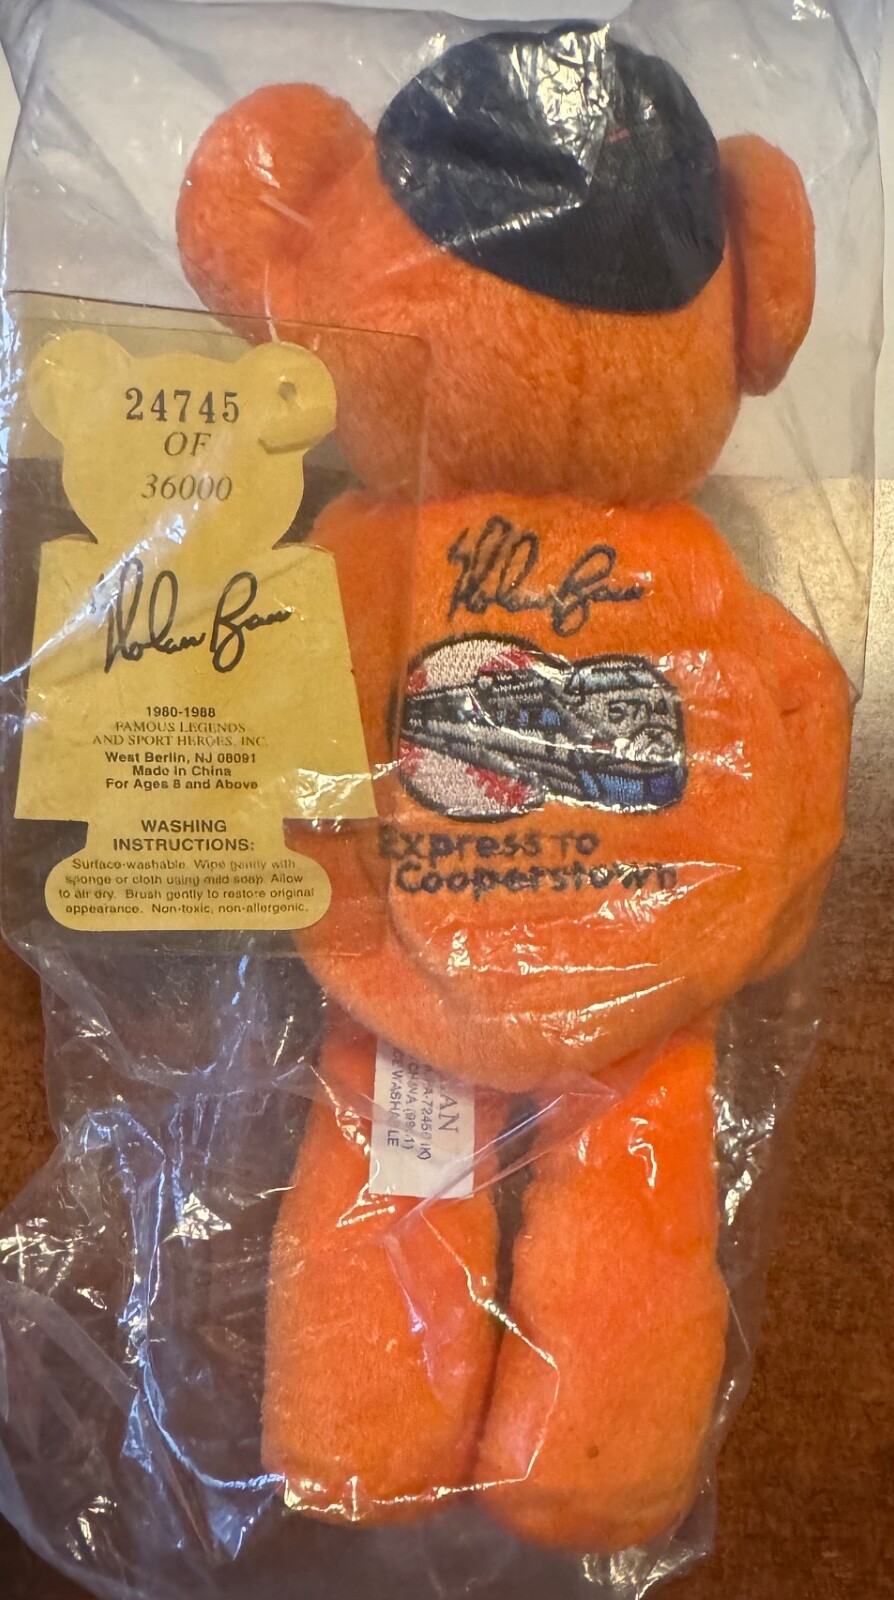 24745
OF
36000
Nolan Ryan
1980-1988
FAMOUS LEGENDS
AND SPORT HEROES, INC.
West Berlin, NJ 08091
Made in China
For Ages 8 and Above
WASHING
INSTRUCTIONS:
Surface-washable. Wipe gently with
sponge or cloth using mild soap. Allow
to air dry. Brush gently to restore original
appearance. Non-toxic, non-allergenic.
Nolan Ryan
5714
Express To
Cooperstown